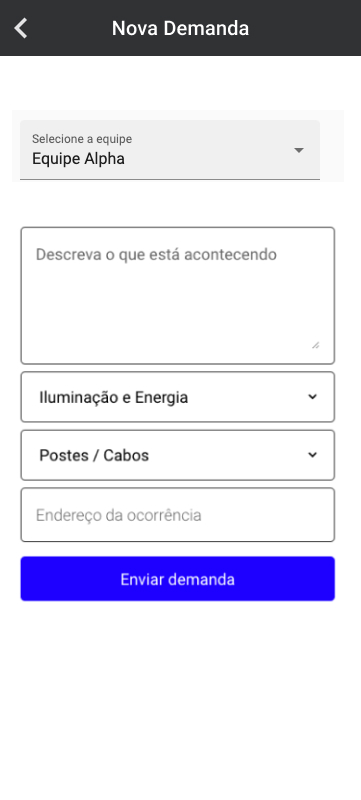 Nova Demanda
Selecione a equipe
Equipe Alpha
Descreva o que está acontecendo
Iluminação e Energia
Postes / Cabos
Endereço da ocorrência
Enviar demanda